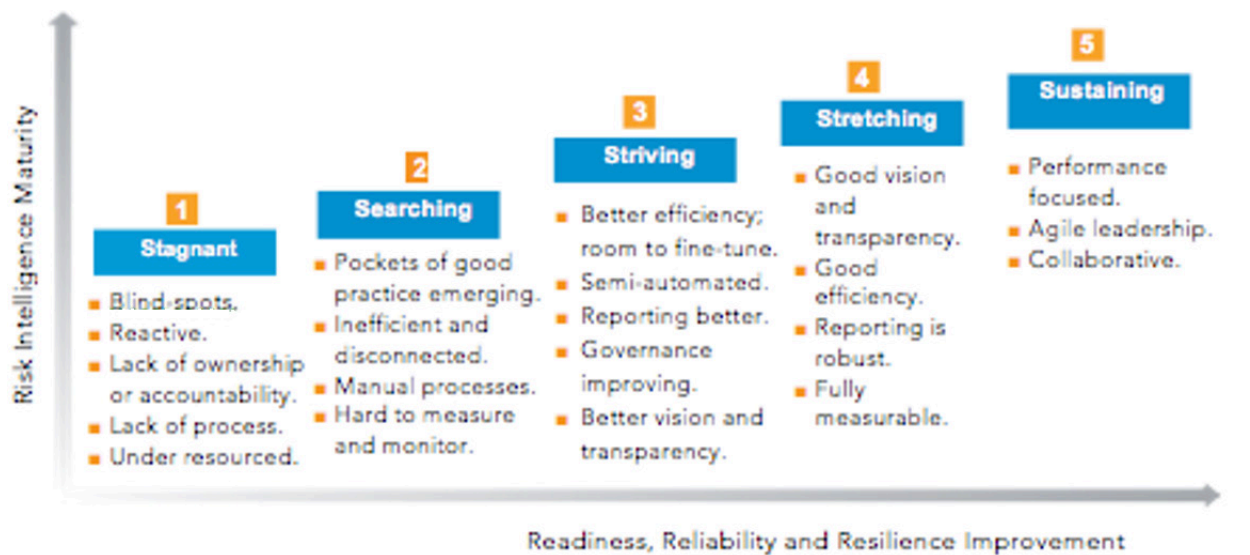 Risk Intelligence Maturity
1
Stagnant
Blind-spots.
Reactive.
Lack of ownership
or accountability.
Lack of process.
Under resourced.
2
Searching
Pockets of good
practice emerging.
Inefficient and
disconnected.
Manual processes.
Hard to measure
and monitor.
3
Striving
Better efficiency;
room to fine-tune.
Semi-automated.
Reporting better.
Governance
improving.
Better vision and
transparency.
4
Stretching
Good vision
and
transparency.
Good
efficiency.
Reporting is
robust.
Fully
measurable.
5
Sustaining
Performance
focused.
Agile leadership.
Collaborative.
Readiness, Reliability and Resilience Improvement